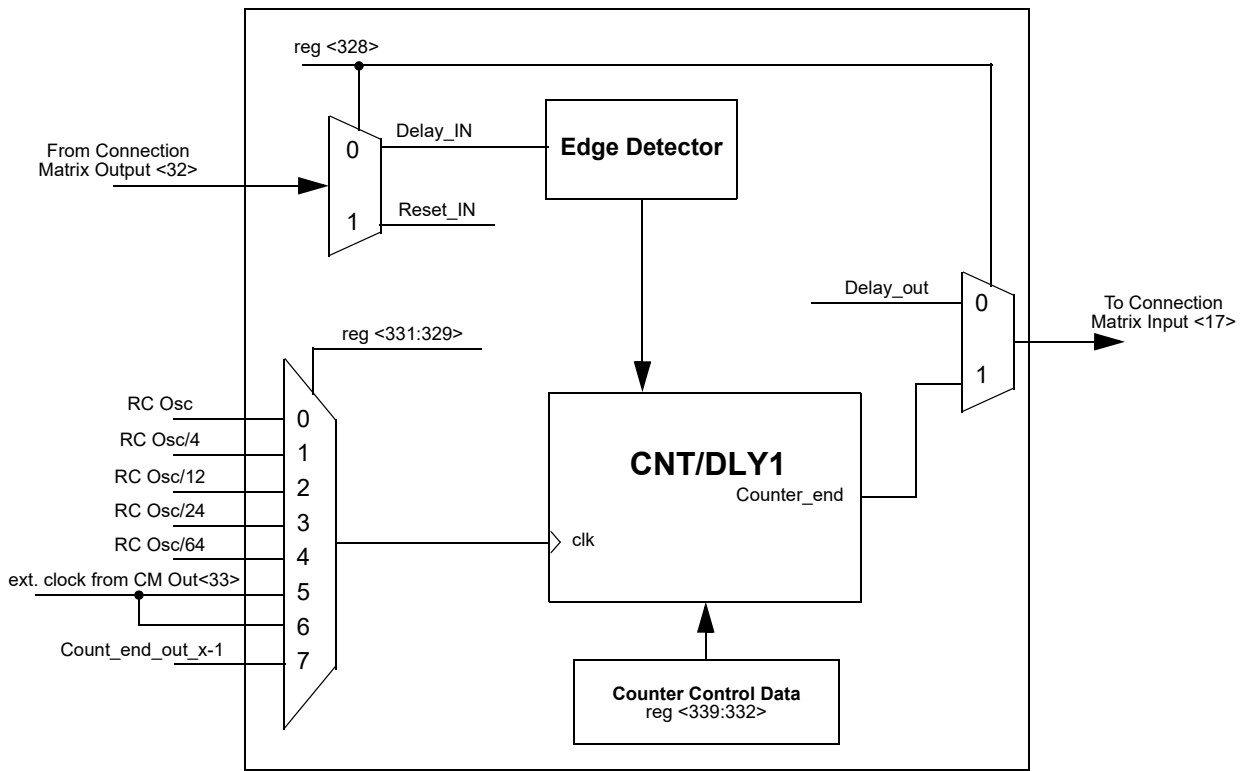 reg <328>
From Connection
Matrix Output <32>
0
Delay_IN
Edge Detector
1
Reset_IN
Delay_out
0
To Connection
Matrix Input <17>
1
reg <331:329>
RC Osc
0
RC Osc/4
1
RC Osc/12
2
RC Osc/24
3
RC Osc/64
4
ext. clock from CM Out<33>
5
6
Count_end_out_x-1
7
CNT/DLY1
Counter_end
clk
Counter Control Data
reg <339:332>